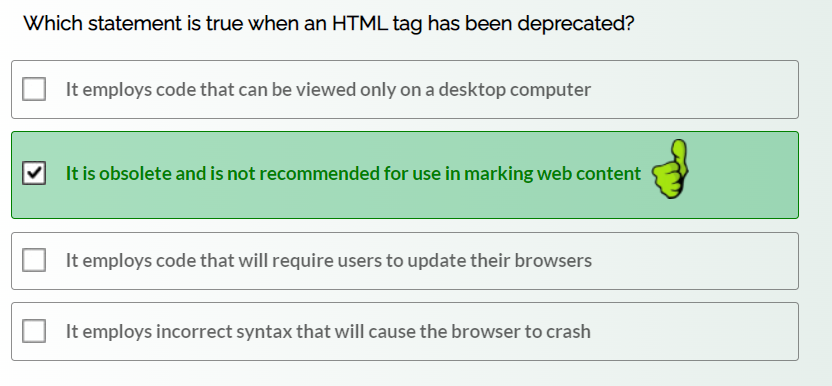 Which statement is true when an HTML tag has been deprecated?
It employs code that can be viewed only on a desktop computer
It is obsolete and is not recommended for use in marking web content
It employs code that will require users to update their browsers
It employs incorrect syntax that will cause the browser to crash